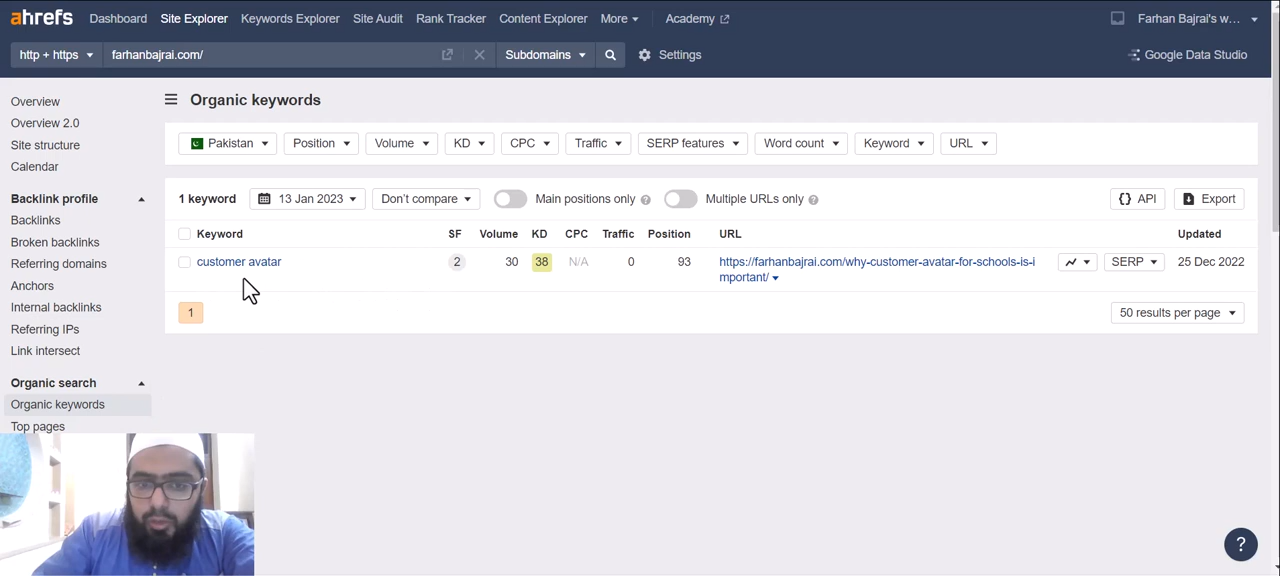 ahrefs Dashboard Site Explorer Keywords Explorer Site Audit Rank Tracker Content Explorer More Academy Farhan Bajrai's w...
http + https farhanbajrai.com/ Subdomains Settings Google Data Studio
Overview
Overview 2.0
Site structure
Calendar
Backlink profile
Backlinks
Broken backlinks
Referring domains
Anchors
Internal backlinks
Referring IPs
Link intersect
Organic search
Organic keywords
Top pages
Organic keywords
Pakistan Position Volume KD CPC Traffic SERP features Word count Keyword URL
1 keyword 13 Jan 2023 Don't compare Main positions only ? Multiple URLs only ? {} API Export
Keyword SF Volume KD CPC Traffic Position URL Updated
customer avatar 2 30 38 N/A 0 93 https://farhanbajrai.com/why-customer-avatar-for-schools-is-i SERP 25 Dec 2022
mportant/
1 50 results per page
?